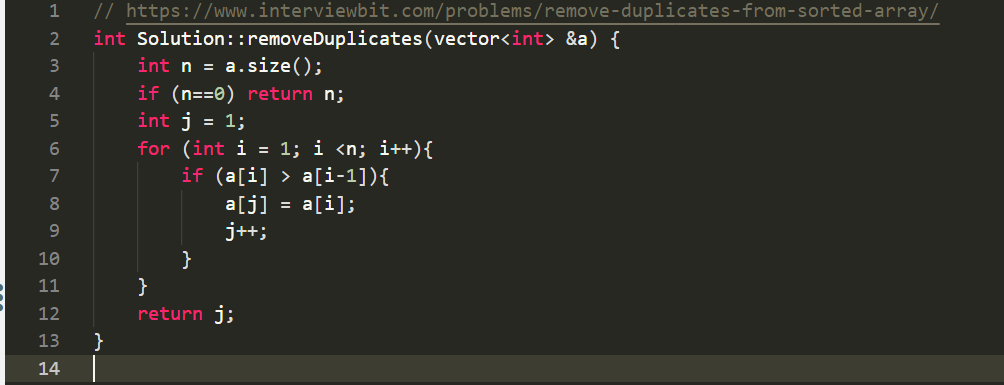 1 // https://www.interviewbit.com/problems/remove-duplicates-from-sorted-array/
2 int Solution::removeDuplicates(vector<int> &a) {
3     int n = a.size();
4     if (n==0) return n;
5     int j = 1;
6     for (int i = 1; i <n; i++){
7         if (a[i] > a[i-1]){
8             a[j] = a[i];
9             j++;
10         }
11     }
12     return j;
13 }
14